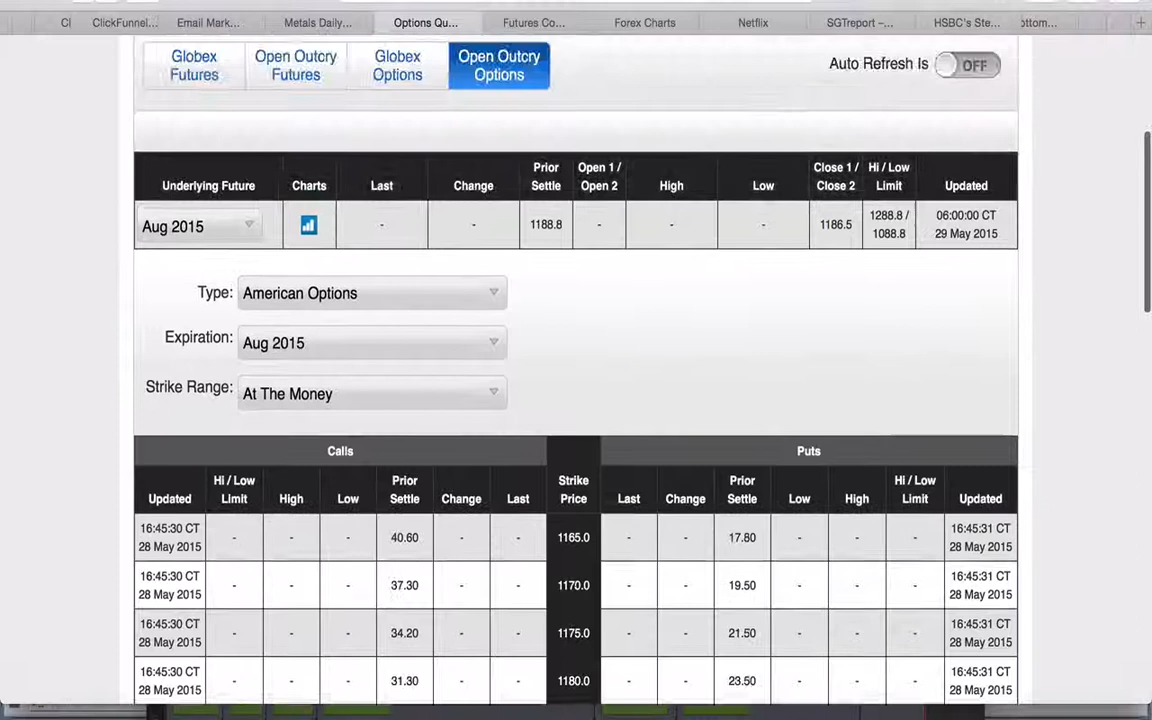 Cl ClickFunnel... Email Mark... Metals Daily... Options Qu... Futures Co... Forex Charts Netflix SGTreport –... HSBC's Ste... ottom...
Globex Futures
Open Outcry Futures
Globex Options
Open Outcry Options
Auto Refresh Is OFF
Underlying Future Charts Last Change Prior Settle Open 1 / Open 2 High Low Close 1 / Close 2 Hi / Low Limit Updated
Aug 2015 - - 1188.8 - - - 1186.5 1288.8 / 1088.8 06:00:00 CT 29 May 2015
Type: American Options
Expiration: Aug 2015
Strike Range: At The Money
Calls Puts
Updated Hi / Low Limit High Low Prior Settle Change Last Strike Price Last Change Prior Settle Low High Hi / Low Limit Updated
16:45:30 CT 28 May 2015 - - - 40.60 - - 1165.0 - - 17.80 - - - 16:45:31 CT 28 May 2015
16:45:30 CT 28 May 2015 - - - 37.30 - - 1170.0 - - 19.50 - - - 16:45:31 CT 28 May 2015
16:45:30 CT 28 May 2015 - - - 34.20 - - 1175.0 - - 21.50 - - - 16:45:31 CT 28 May 2015
16:45:30 CT 28 May 2015 - - - 31.30 - - 1180.0 - - 23.50 - - - 16:45:31 CT 28 May 2015